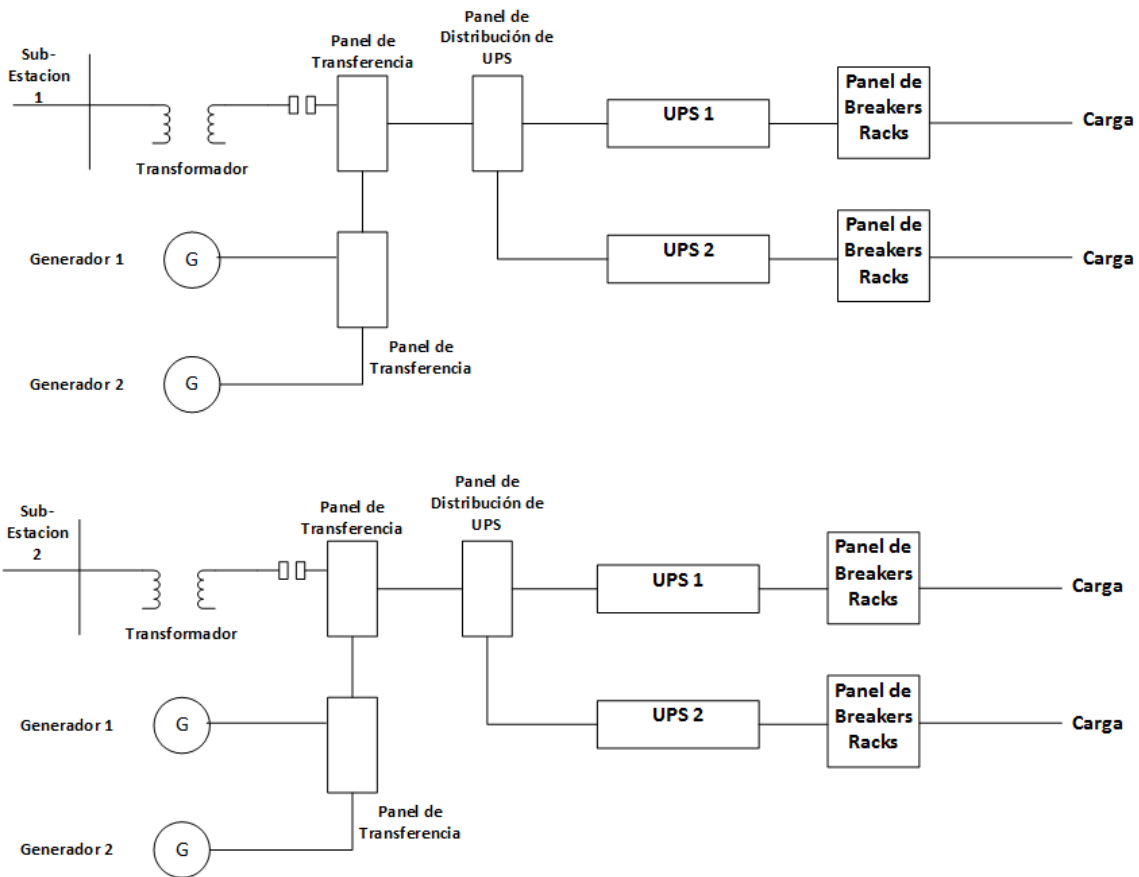 Sub-
Estacion
1
Transformador
Panel de
Transferencia
Panel de
Distribución de
UPS
UPS 1
Panel de
Breakers
Racks
Carga
Generador 1
G
UPS 2
Panel de
Breakers
Racks
Carga
Panel de
Transferencia
Generador 2
G
Sub-
Estacion
2
Transformador
Panel de
Transferencia
Panel de
Distribución de
UPS
UPS 1
Panel de
Breakers
Racks
Carga
Generador 1
G
UPS 2
Panel de
Breakers
Racks
Carga
Panel de
Transferencia
Generador 2
G